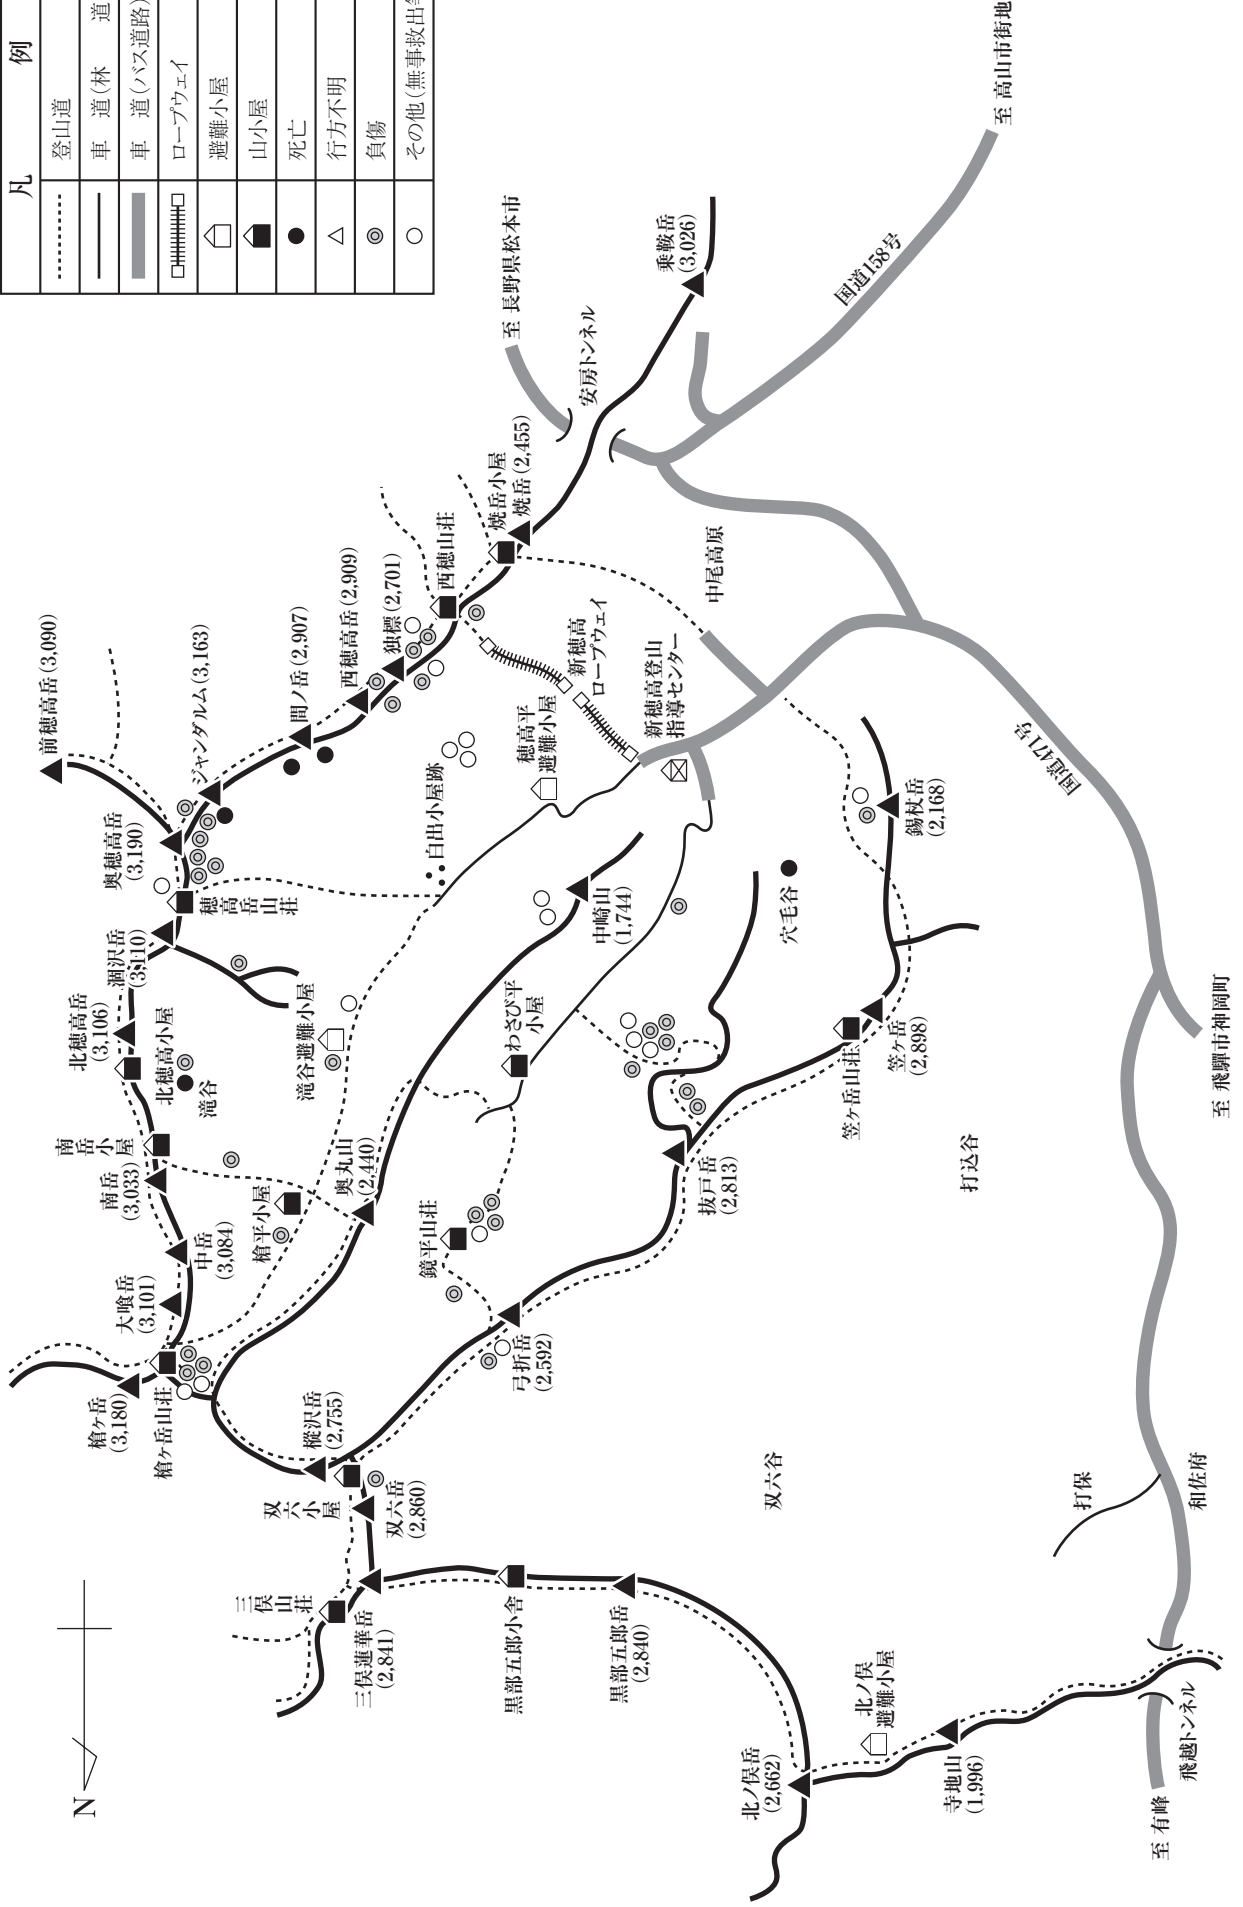 凡 例
登山道
車 道(林 道
車 道(バス道路)
ロープウェイ
避難小屋
山小屋
死亡
行方不明
負傷
その他(無事救出
N
至 高山市街地
至 長野県松本市
国道158号
乗鞍岳
(3,026)
安房トンネル
焼岳小屋
焼岳(2,455)
西穂山荘
中尾高原
独標(2,701)
西穂高岳(2,909)
間ノ岳(2,907)
ジャンダルム(3,163)
前穂高岳(3,090)
奥穂高岳
(3,190)
穂高岳山荘
涸沢岳
(3,110)
北穂高岳
(3,106)
北穂高小屋
滝谷
南岳小屋
南岳
(3,033)
中岳
(3,084)
大喰岳
(3,101)
槍ヶ岳
(3,180)
槍ヶ岳山荘
新穂高
ロープウェイ
新穂高登山
指導センター
穂高平
避難小屋
白出小屋跡
滝谷避難小屋
槍平小屋
奥丸山
(2,440)
中崎山
(1,744)
わさび平
小屋
鏡平山荘
弓折岳
(2,592)
樅沢岳
(2,755)
双六小屋
双六岳
(2,860)
三俣山荘
三俣蓮華岳
(2,841)
黒部五郎小舎
黒部五郎岳
(2,840)
北ノ俣岳
(2,662)
北ノ俣
避難小屋
寺地山
(1,996)
飛越トンネル
至 有峰
和佐府
打保
双六谷
打込谷
抜戸岳
(2,813)
笠ヶ岳山荘
笠ヶ岳
(2,898)
穴毛谷
錫杖岳
(2,168)
国道471号
至 飛騨市神岡町